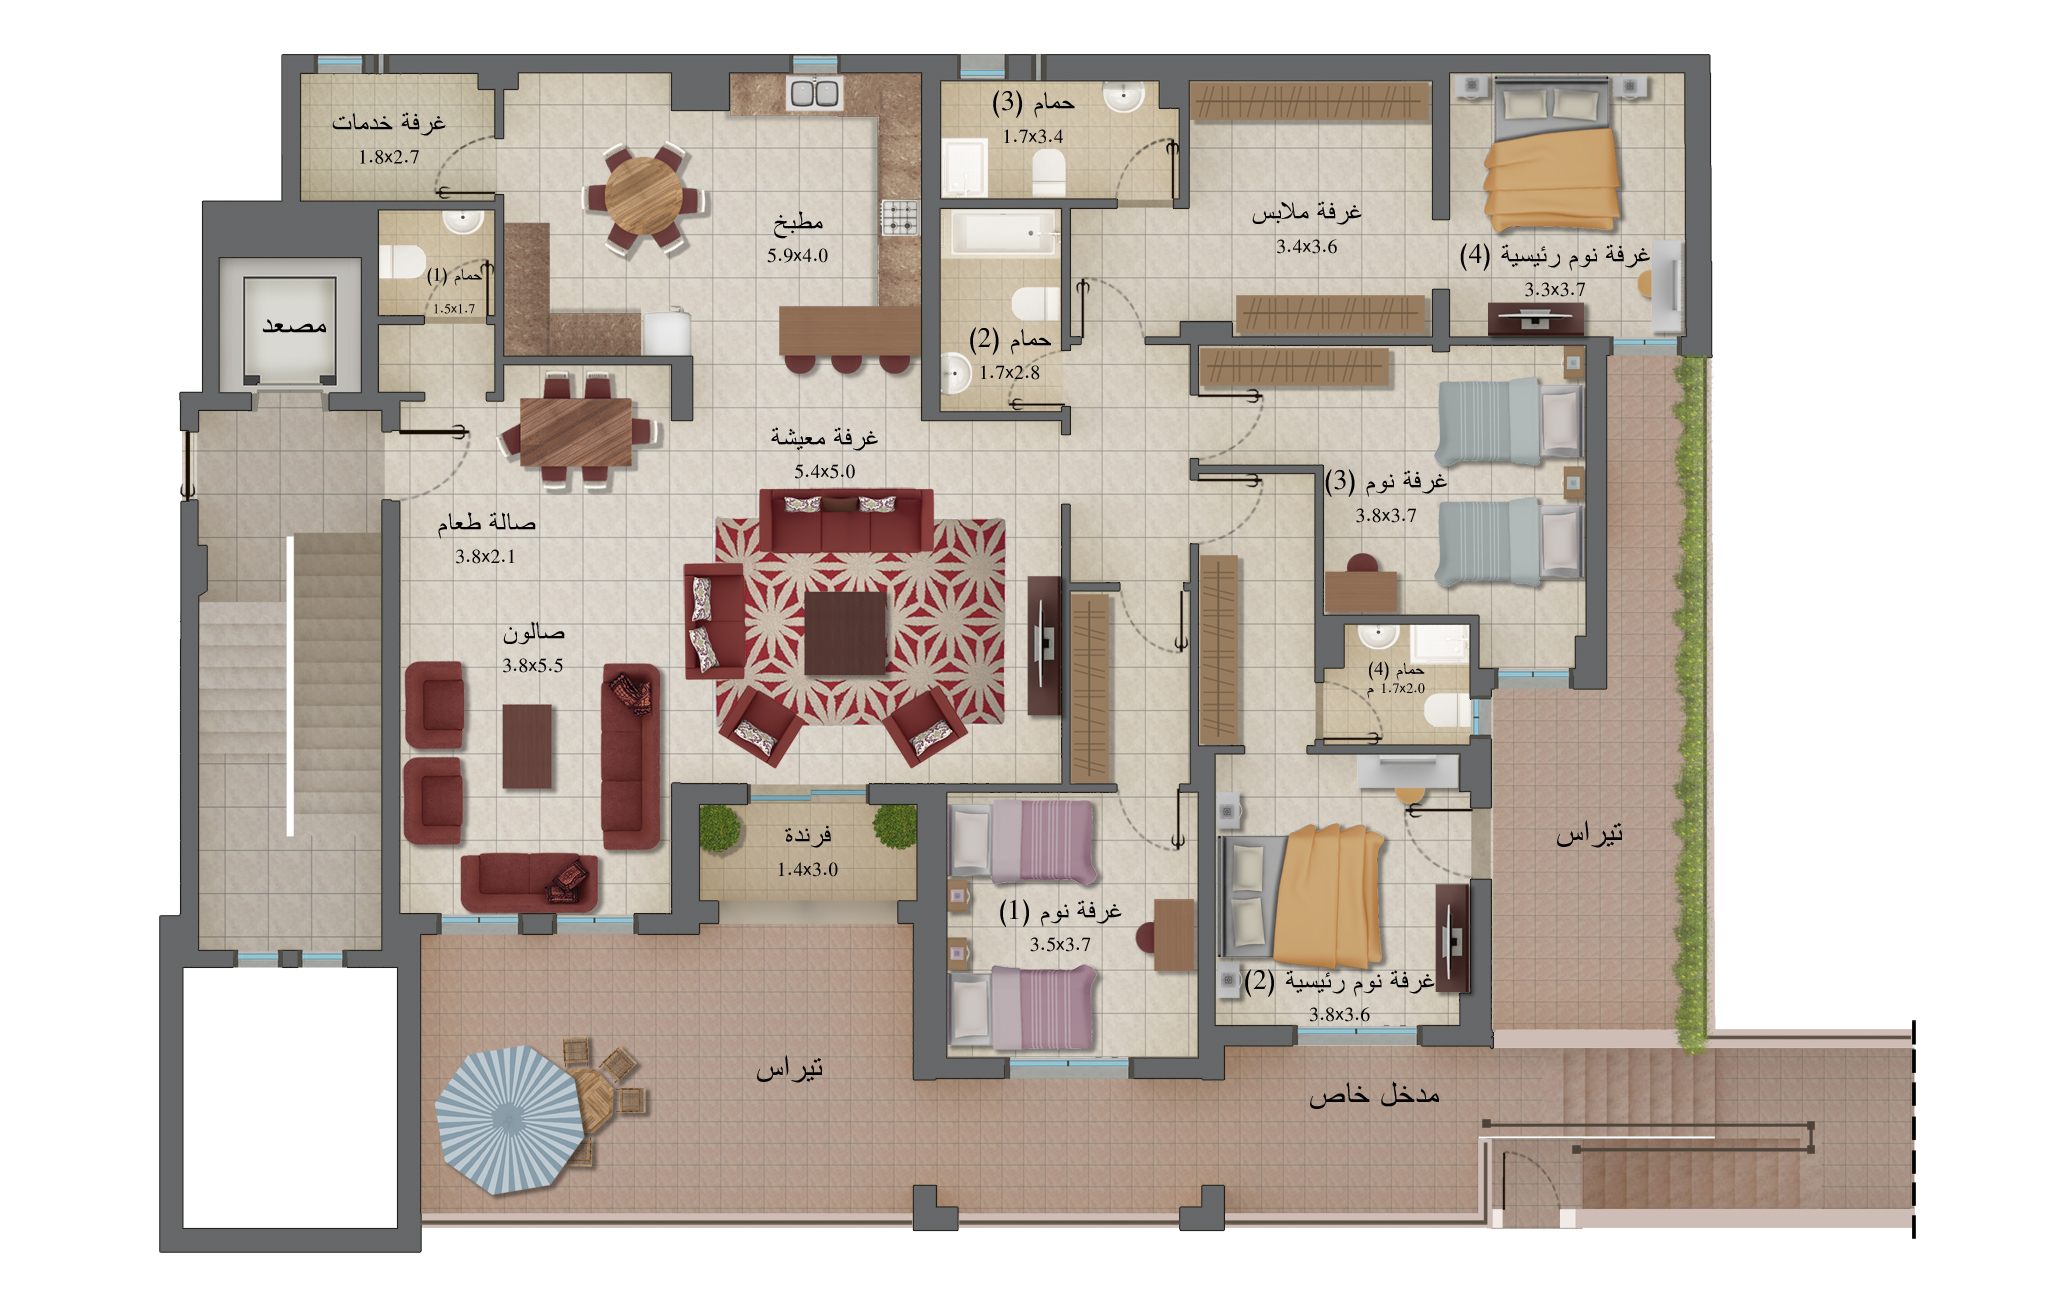 غرفة خدمات
1.8x2.7
حمام (3)
1.7x3.4
غرفة ملابس
3.4x3.6
غرفة نوم رئيسية (4)
3.3x3.7
مطبخ
5.9x4.0
حمام (1)
1.5x1.7
مصعد
حمام (2)
1.7x2.8
غرفة معيشة
5.4x5.0
غرفة نوم (3)
3.8x3.7
صالة طعام
3.8x2.1
صالون
3.8x5.5
حمام (4)
1.7x2.0 م
فرندة
1.4x3.0
تيراس
غرفة نوم (1)
3.5x3.7
غرفة نوم رئيسية (2)
3.8x3.6
تيراس
مدخل خاص